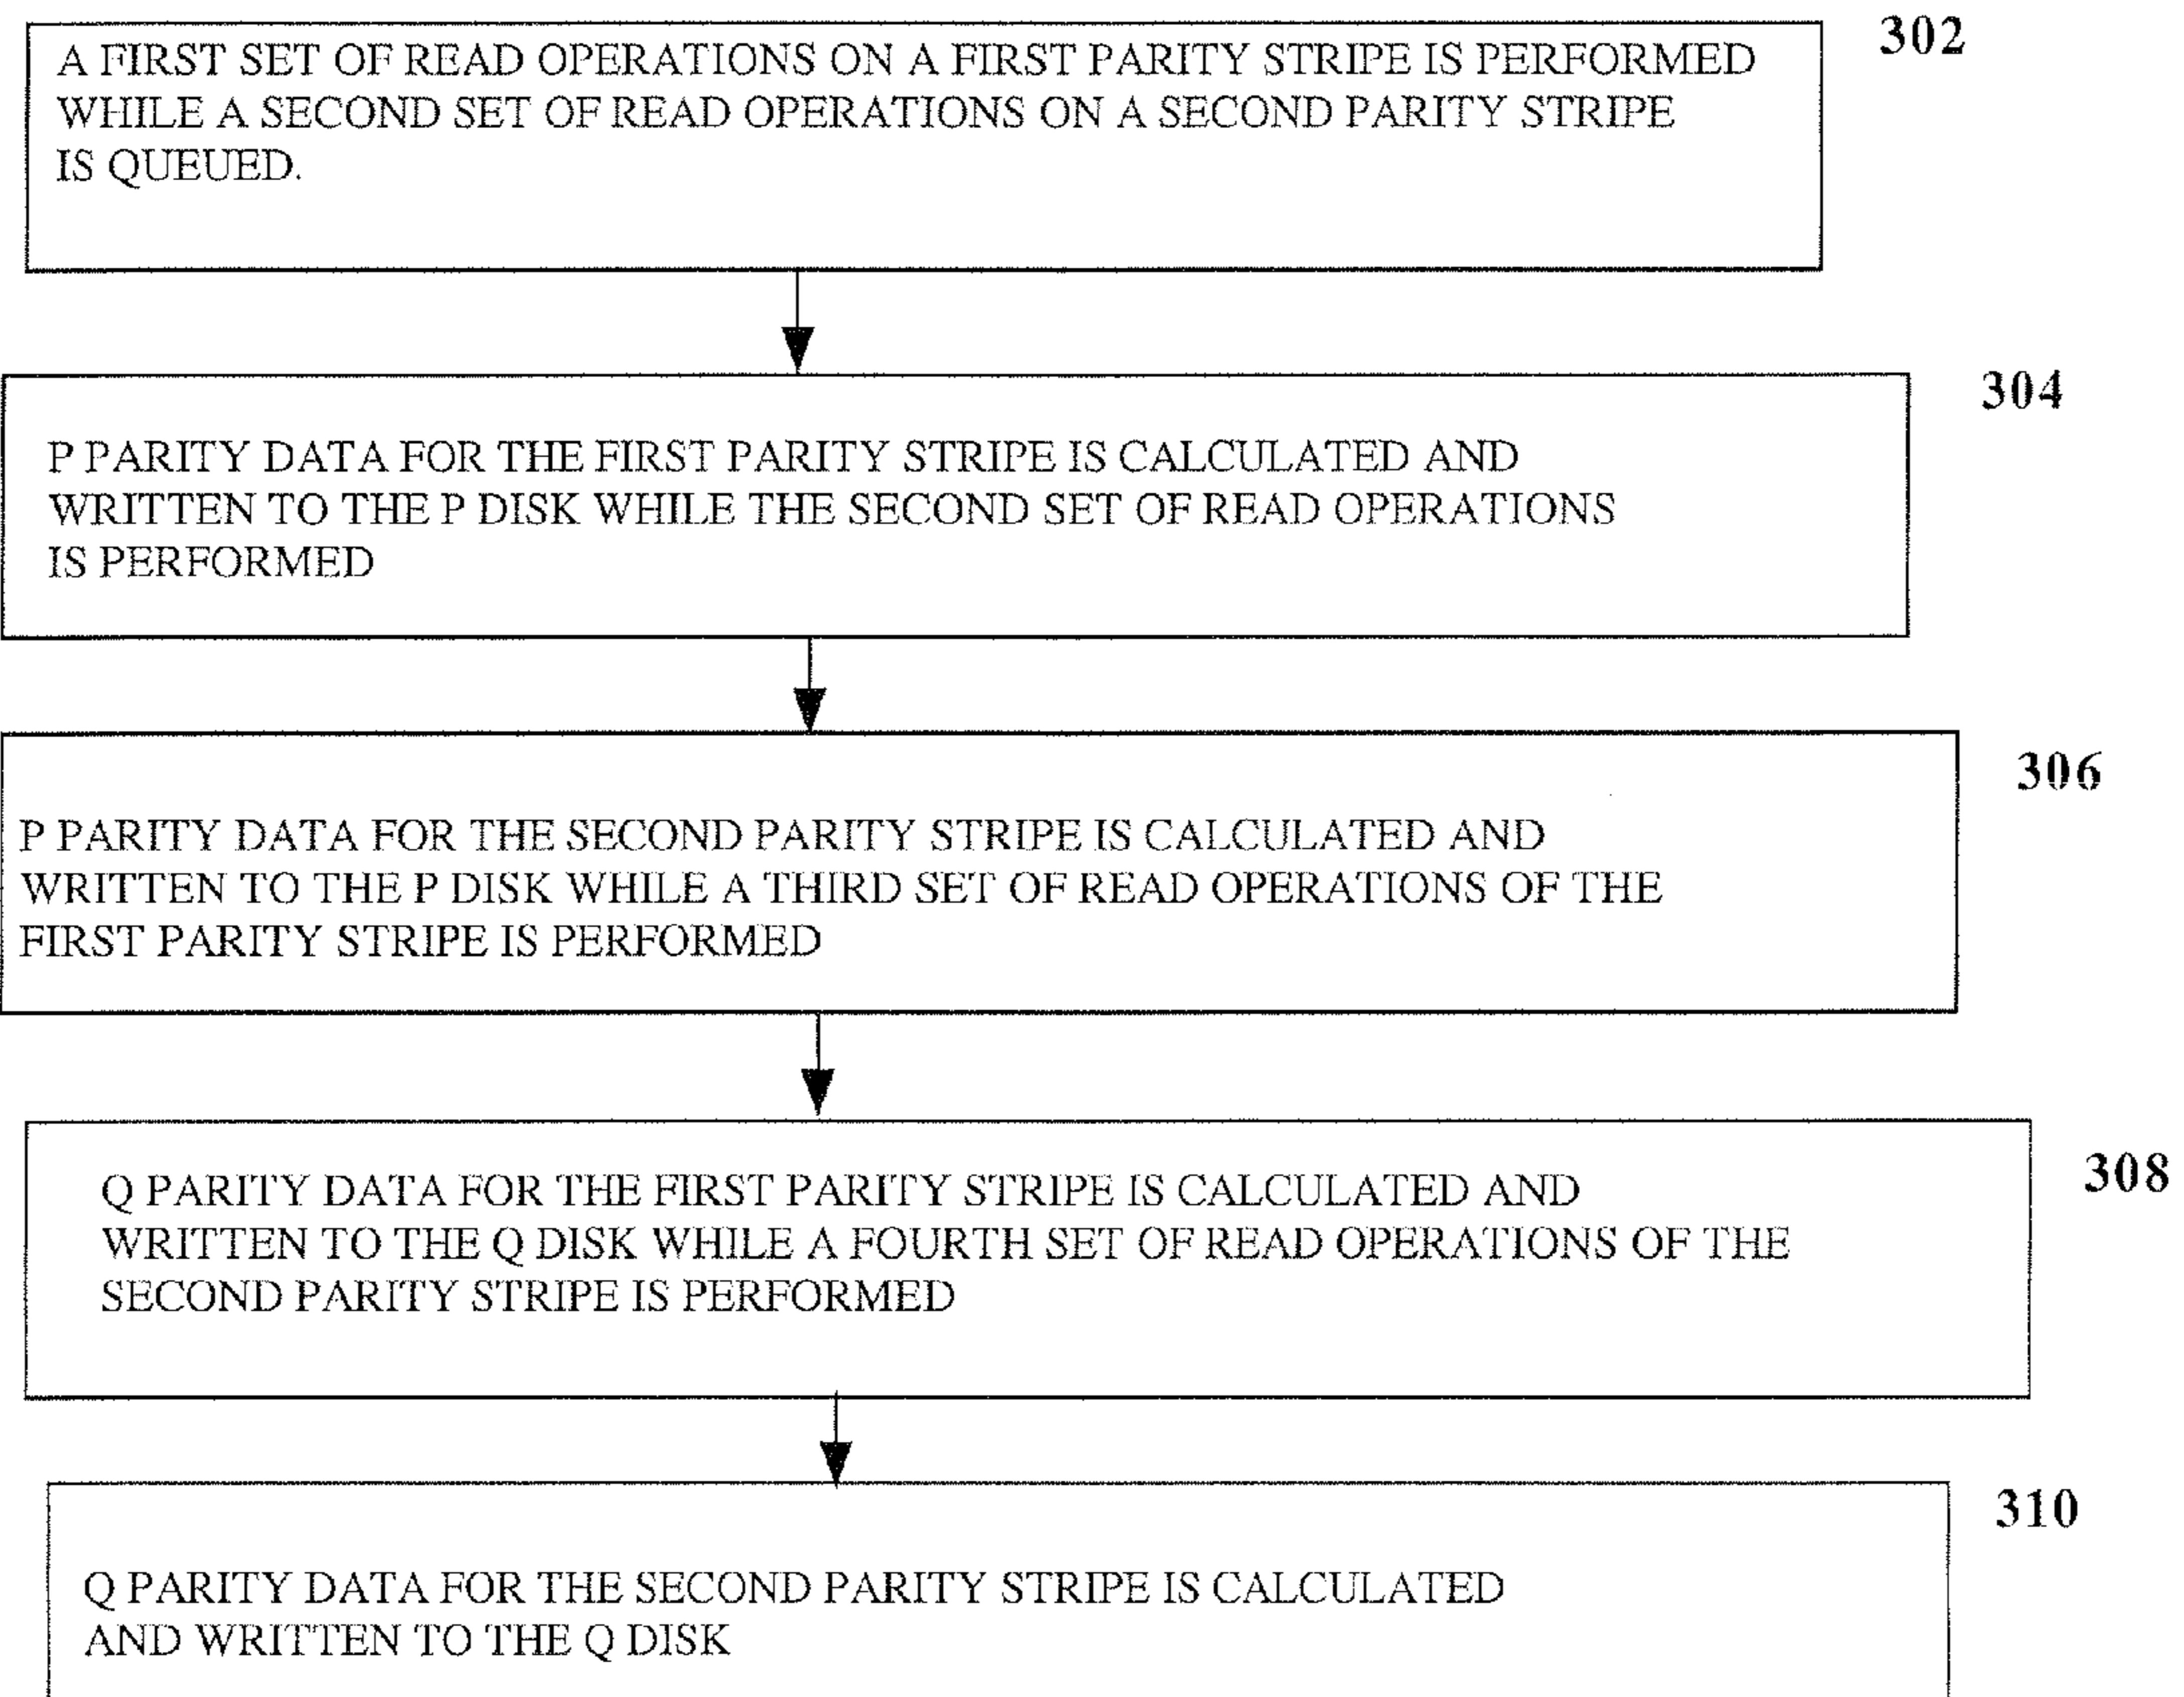 302
A FIRST SET OF READ OPERATIONS ON A FIRST PARITY STRIPE IS PERFORMED
WHILE A SECOND SET OF READ OPERATIONS ON A SECOND PARITY STRIPE
IS QUEUED.
304
P PARITY DATA FOR THE FIRST PARITY STRIPE IS CALCULATED AND
WRITTEN TO THE P DISK WHILE THE SECOND SET OF READ OPERATIONS
IS PERFORMED
306
P PARITY DATA FOR THE SECOND PARITY STRIPE IS CALCULATED AND
WRITTEN TO THE P DISK WHILE A THIRD SET OF READ OPERATIONS OF THE
FIRST PARITY STRIPE IS PERFORMED
308
Q PARITY DATA FOR THE FIRST PARITY STRIPE IS CALCULATED AND
WRITTEN TO THE Q DISK WHILE A FOURTH SET OF READ OPERATIONS OF THE
SECOND PARITY STRIPE IS PERFORMED
310
Q PARITY DATA FOR THE SECOND PARITY STRIPE IS CALCULATED
AND WRITTEN TO THE Q DISK